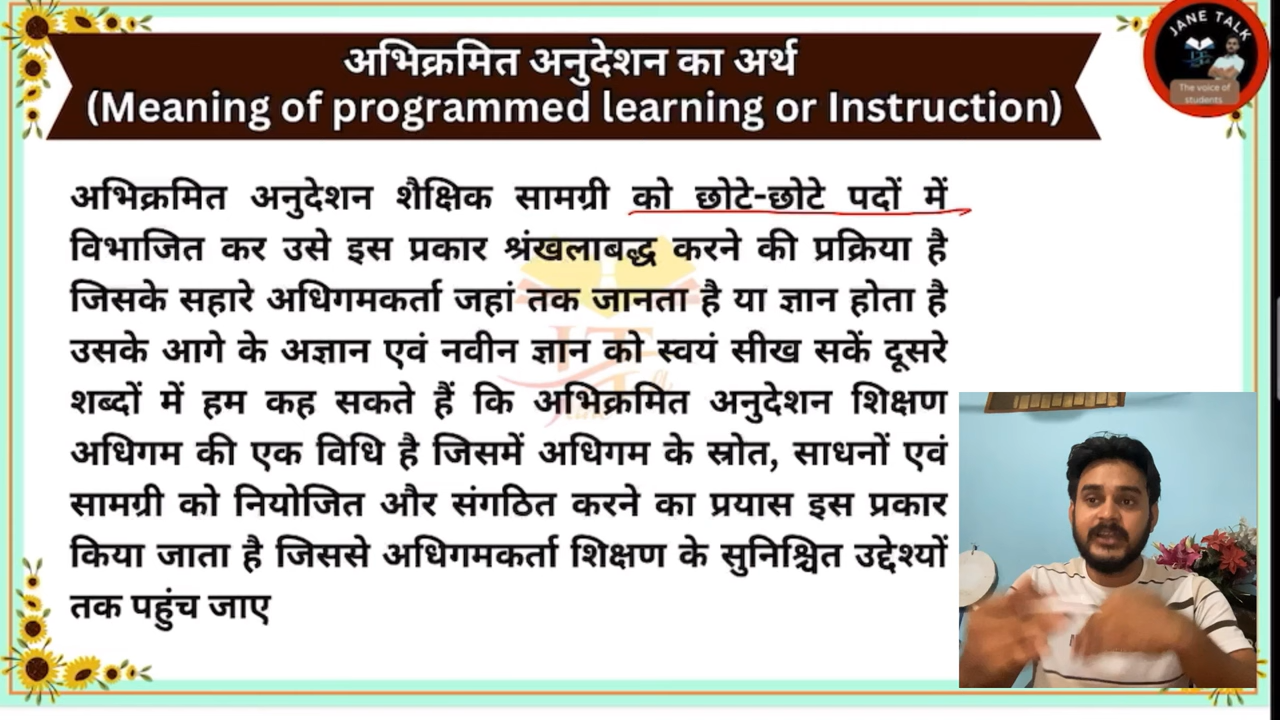 अभिक्रमित अनुदेशन का अर्थ
(Meaning of programmed learning or Instruction)
JANE TALK
The voice of
students
अभिक्रमित अनुदेशन शैक्षिक सामग्री को छोटे-छोटे पदों में
विभाजित कर उसे इस प्रकार श्रंखलाबद्ध करने की प्रक्रिया है
जिसके सहारे अधिगमकर्ता जहां तक जानता है या ज्ञान होता है
उसके आगे के अज्ञान एवं नवीन ज्ञान को स्वयं सीख सकें दूसरे
शब्दों में हम कह सकते हैं कि अभिक्रमित अनुदेशन शिक्षण
अधिगम की एक विधि है जिसमें अधिगम के स्रोत, साधनों एवं
सामग्री को नियोजित और संगठित करने का प्रयास इस प्रकार
किया जाता है जिससे अधिगमकर्ता शिक्षण के सुनिश्चित उद्देश्यों
तक पहुंच जाए